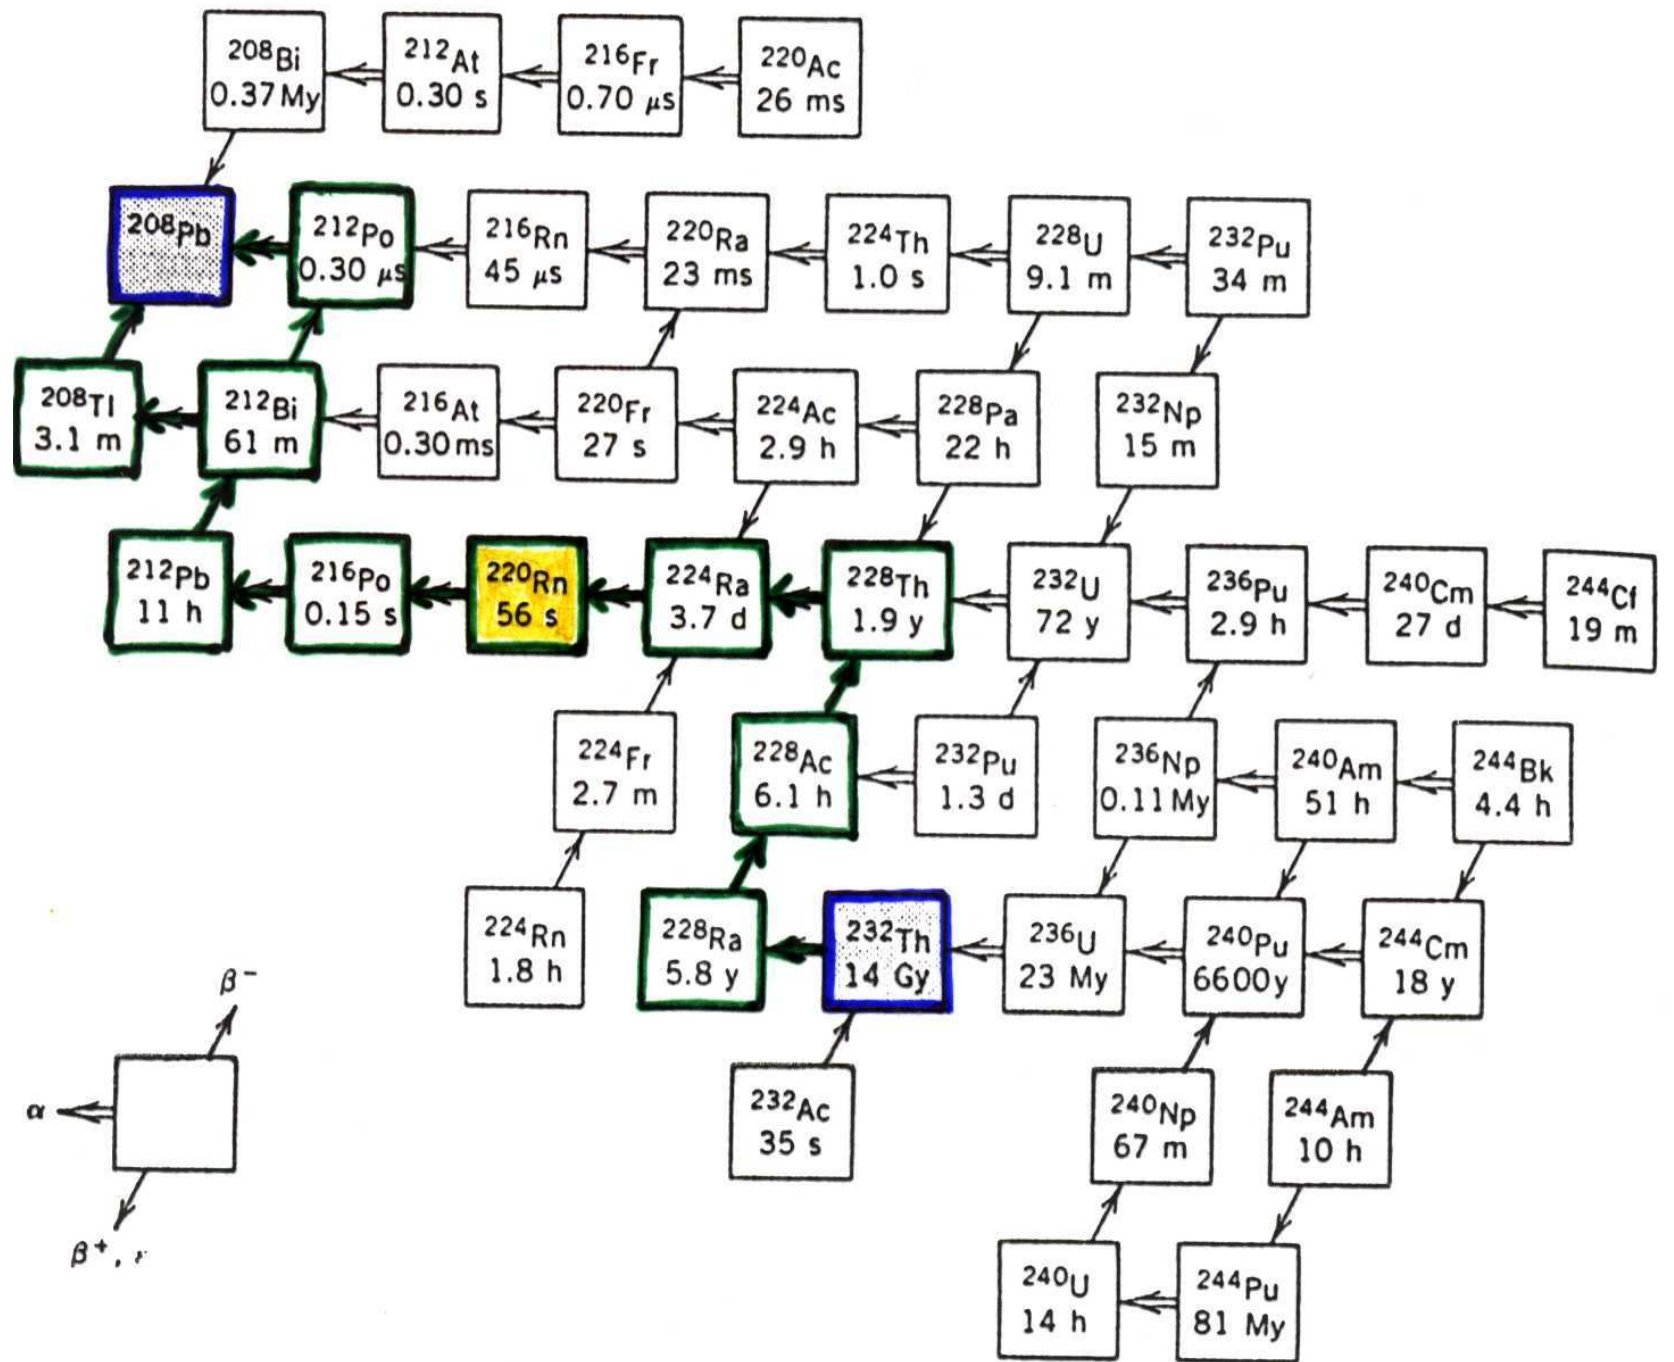 208Bi
0.37 My
212At
0.30 s
216Fr
0.70 μs
220Ac
26 ms
208Pb
212Po
0.30 μs
216Rn
45 μs
220Ra
23 ms
224Th
1.0 s
228U
9.1 m
232Pu
34 m
208Tl
3.1 m
212Bi
61 m
216At
0.30 ms
220Fr
27 s
224Ac
2.9 h
228Pa
22 h
232Np
15 m
212Pb
11 h
216Po
0.15 s
220Rn
56 s
224Ra
3.7 d
228Th
1.9 y
232U
72 y
236Pu
2.9 h
240Cm
27 d
244Cf
19 m
224Fr
2.7 m
228Ac
6.1 h
232Pu
1.3 d
236Np
0.11 My
240Am
51 h
244Bk
4.4 h
224Rn
1.8 h
228Ra
5.8 y
232Th
14 Gy
236U
23 My
240Pu
6600 y
244Cm
18 y
β−
α
β+,
232Ac
35 s
240Np
67 m
244Am
10 h
240U
14 h
244Pu
81 My